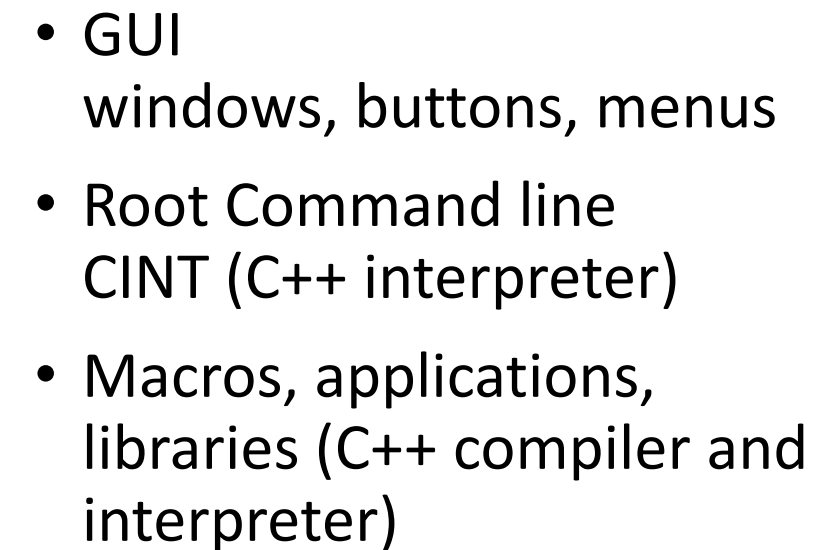 • GUI
windows, buttons, menus
• Root Command line
CINT (C++ interpreter)
• Macros, applications,
libraries (C++ compiler and
interpreter)